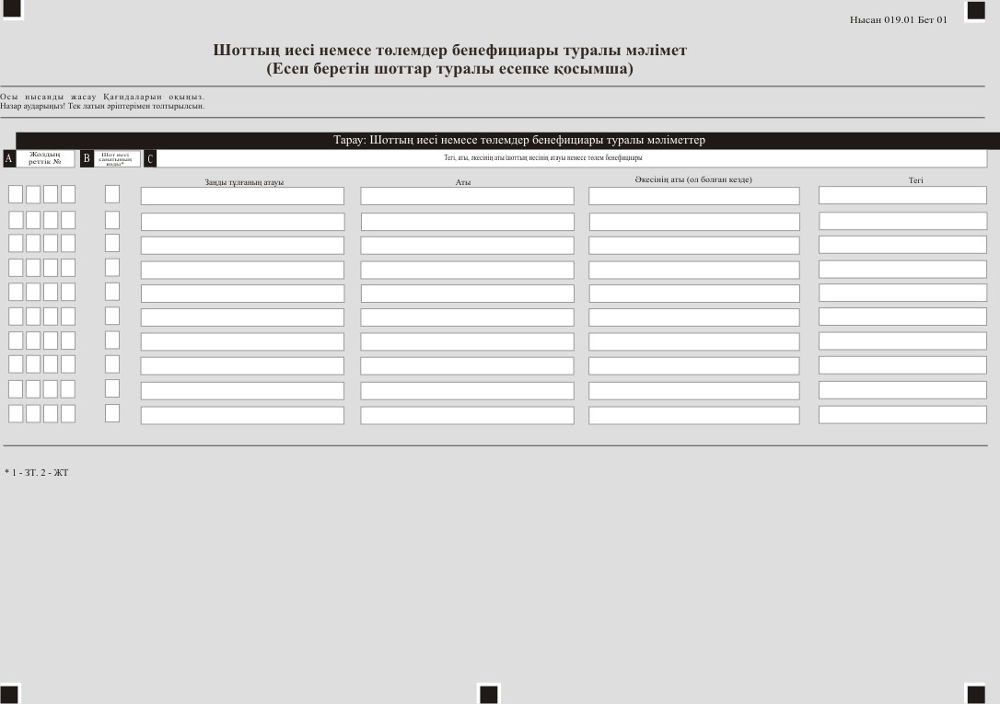 Нысан 019.01 Бет 01
Шоттың иесі немесе төлемдер бенефициары туралы мәлімет
(Есеп беретін шоттар туралы есепке қосымша)
Осы нысанды жасау Қағидаларын оқыңыз.
Назар аударыңыз! Тек латын әріптерімен толтырылсын.
Тарау: Шоттың иесі немесе төлемдер бенефициары туралы мәліметтер
A
Жолдың
реттік №
B
Шот иесі
санатының
коды*
C
Тегі, аты, әкесінің аты/шоттың иесінің атауы немесе төлем бенефициары
Заңды тұлғаның атауы
Аты
Әкесінің аты (ол болған кезде)
Тегі
* 1 - ЗТ. 2 - ЖТ